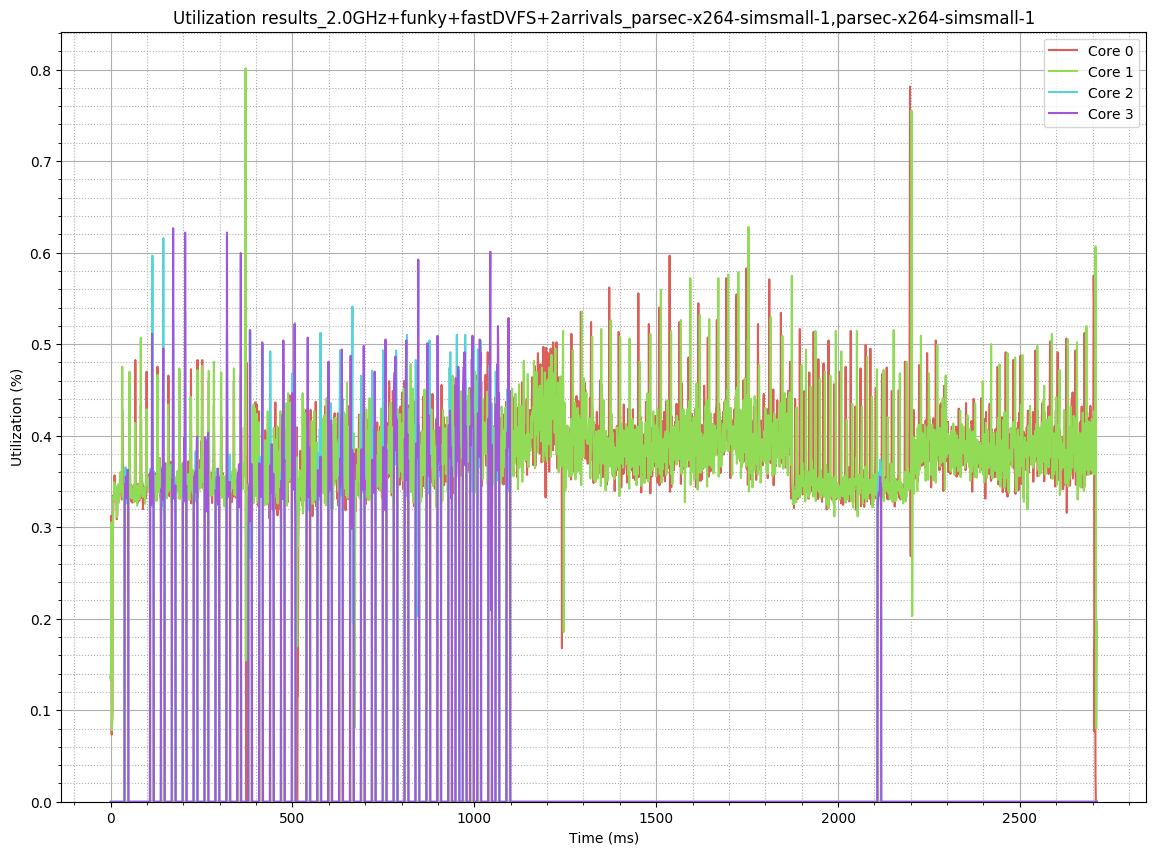 Utilization results_2.0GHz+funky+fastDVFS+2arrivals_parsec-x264-simsmall-1,parsec-x264-simsmall-1
Core 0
Core 1
Core 2
Core 3
Utilization (%)
0.8
0.7
0.6
0.5
0.4
0.3
0.2
0.1
0.0
0 500 1000 1500 2000 2500
Time (ms)